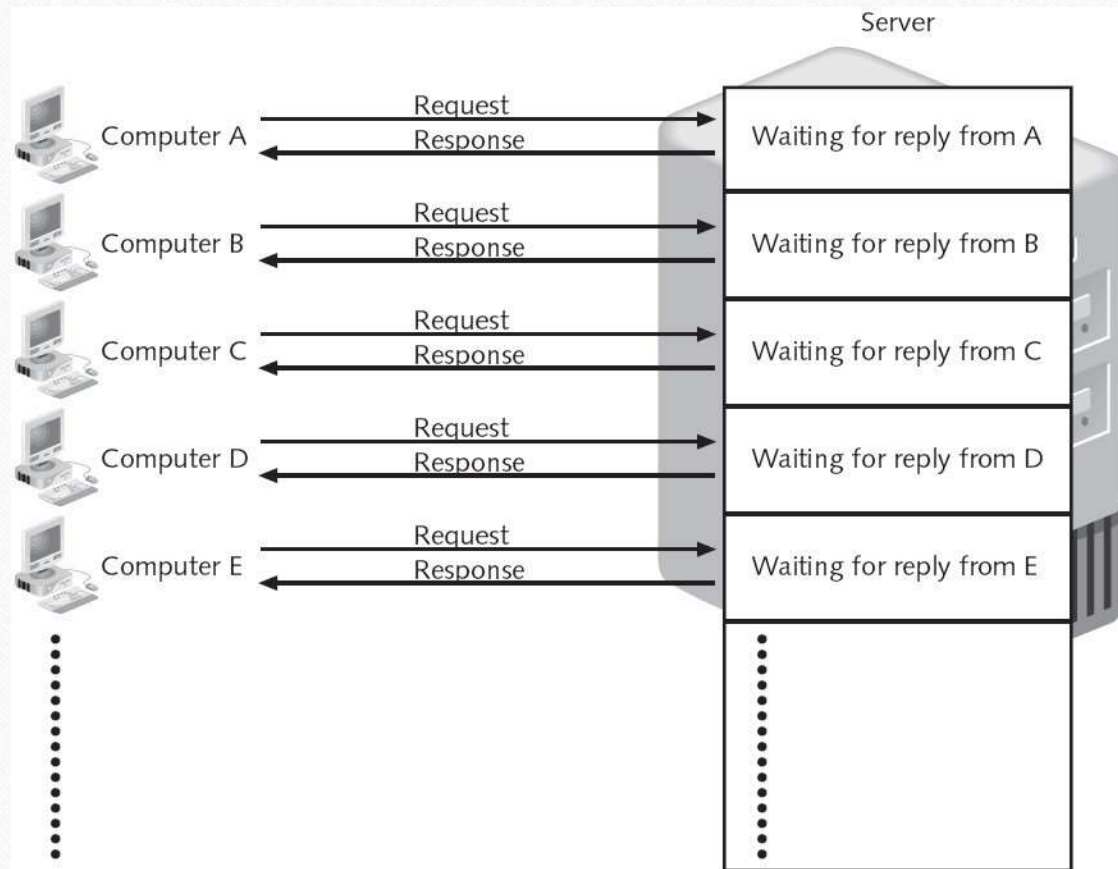 Server
Computer A
Request
Response
Waiting for reply from A
Computer B
Request
Response
Waiting for reply from B
Computer C
Request
Response
Waiting for reply from C
Computer D
Request
Response
Waiting for reply from D
Computer E
Request
Response
Waiting for reply from E